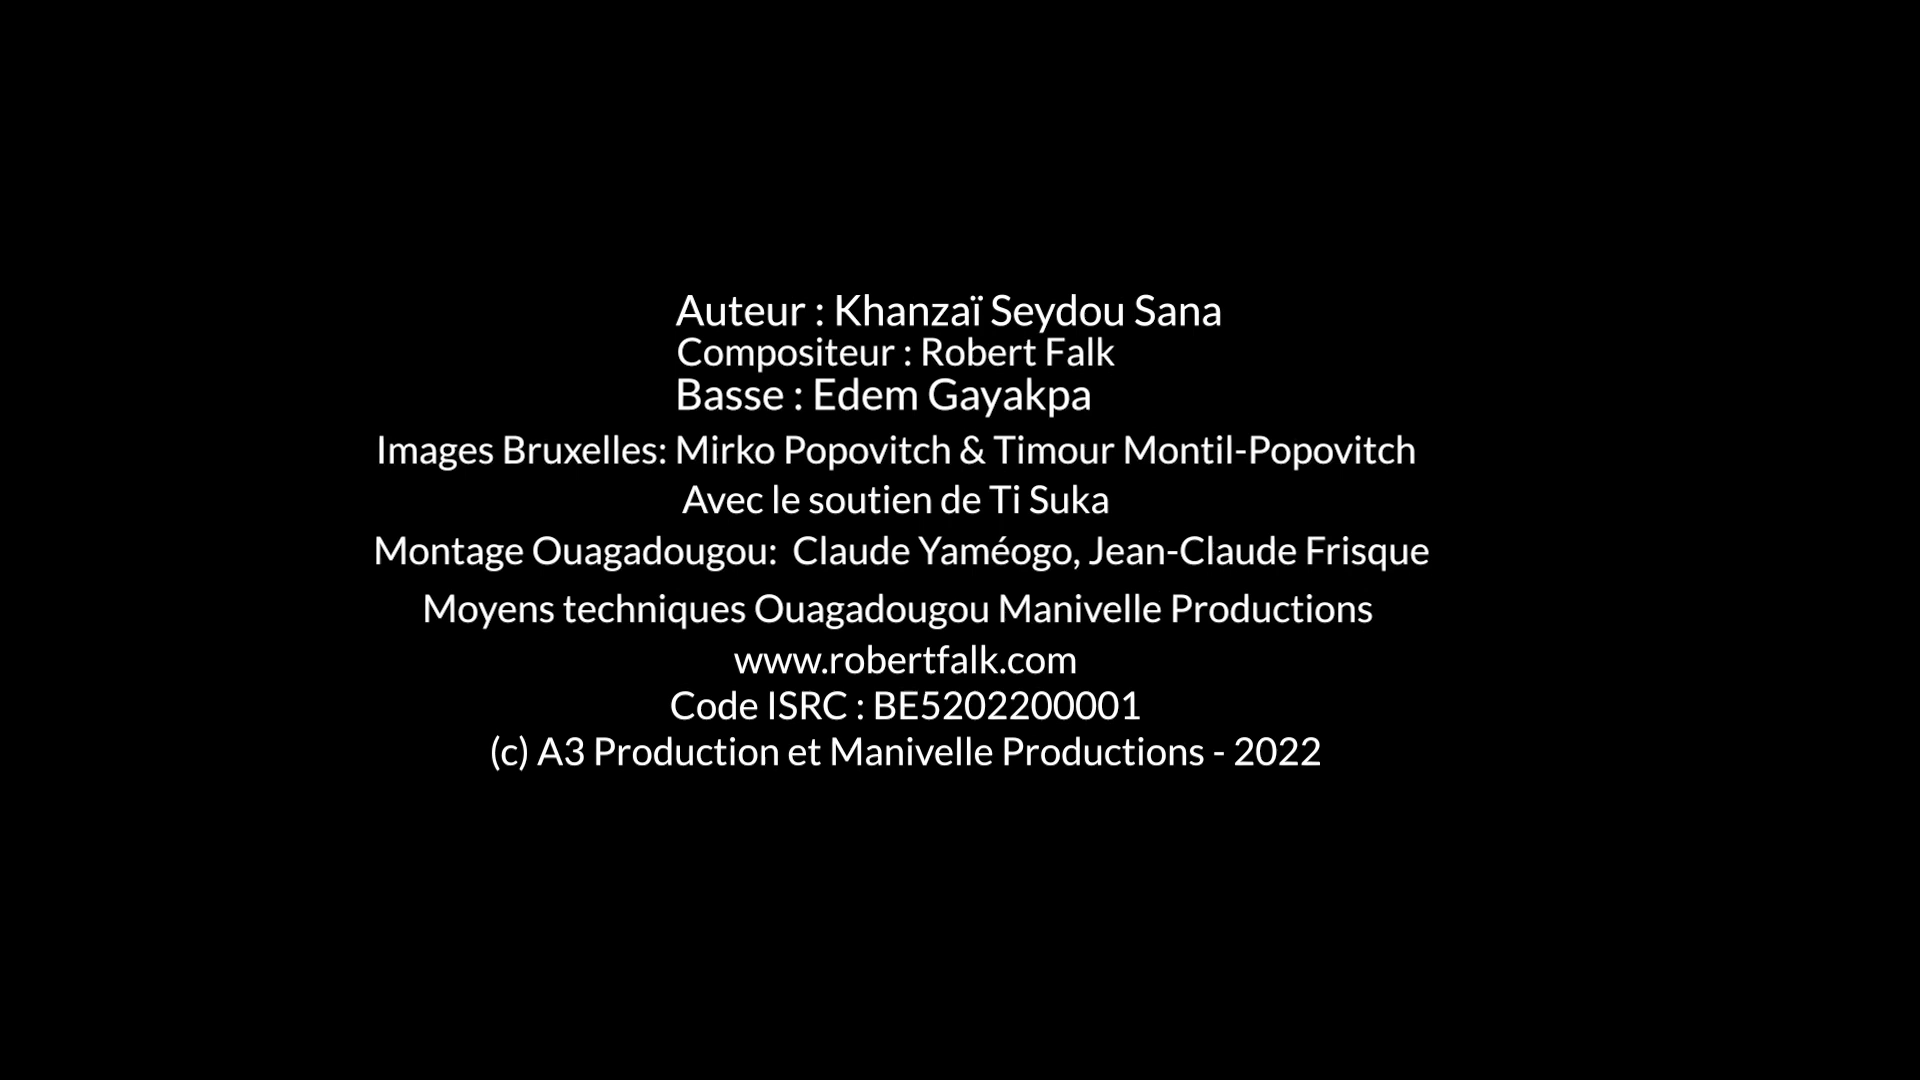 Auteur : Khanzaï Seydou Sana
Compositeur : Robert Falk
Basse : Edem Gayakpa
Images Bruxelles: Mirko Popovitch & Timour Montil-Popovitch
Avec le soutien de Ti Suka
Montage Ouagadougou:  Claude Yaméogo, Jean-Claude Frisque
Moyens techniques Ouagadougou Manivelle Productions
www.robertfalk.com
Code ISRC : BE5202200001
(c) A3 Production et Manivelle Productions - 2022